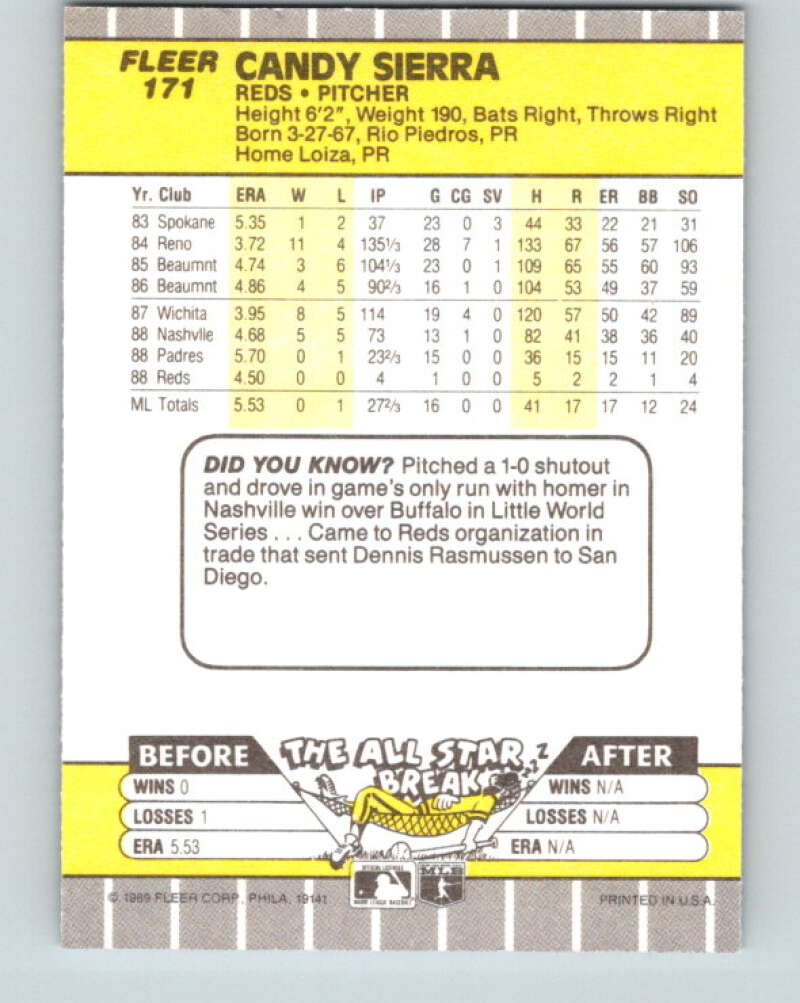 FLEER
171
CANDY SIERRA
REDS • PITCHER
Height 6'2", Weight 190, Bats Right, Throws Right
Born 3-27-67, Rio Piedros, PR
Home Loiza, PR
Yr. Club ERA W L IP G CG SV H R ER BB SO
83 Spokane 5.35 1 2 37 23 0 3 44 33 22 21 31
84 Reno 3.72 11 4 135 1/3 28 7 1 133 67 56 57 106
85 Beaumnt 4.74 3 6 104 1/3 23 0 1 109 65 55 60 93
86 Beaumnt 4.86 4 5 90 2/3 16 1 0 104 53 49 37 59
87 Wichita 3.95 8 5 114 19 4 0 120 57 50 42 89
88 Nashvlle 4.68 5 5 73 13 1 0 82 41 38 36 40
88 Padres 5.70 0 1 23 2/3 15 0 0 36 15 15 11 20
88 Reds 4.50 0 0 4 1 0 0 5 2 2 1 4
ML Totals 5.53 0 1 27 2/3 16 0 0 41 17 17 12 24
DID YOU KNOW? Pitched a 1-0 shutout
and drove in game's only run with homer in
Nashville win over Buffalo in Little World
Series . . . Came to Reds organization in
trade that sent Dennis Rasmussen to San
Diego.
BEFORE THE ALL STAR BREAK AFTER
ZZZ
WINS 0 WINS N/A
LOSSES 1 LOSSES N/A
ERA 5.53 ERA N/A
MLB
© 1989 FLEER CORP., PHILA. 19141 PRINTED IN U.S.A.